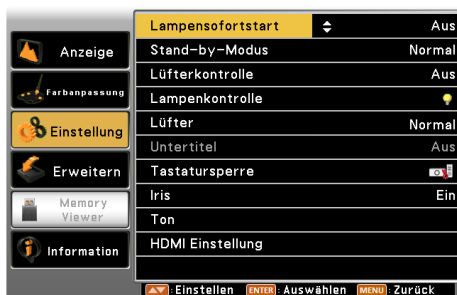 Anzeige
Farbanpassung
Einstellung
Erweitern
Memory
Viewer
Information
Lampensofortstart Aus
Stand-by-Modus Normal
Lüfterkontrolle Aus
Lampenkontrolle
Lüfter Normal
Untertitel Aus
Tastatursperre
Iris Ein
Ton
HDMI Einstellung
:Einstellen ENTER:Auswählen MENU:Zurück